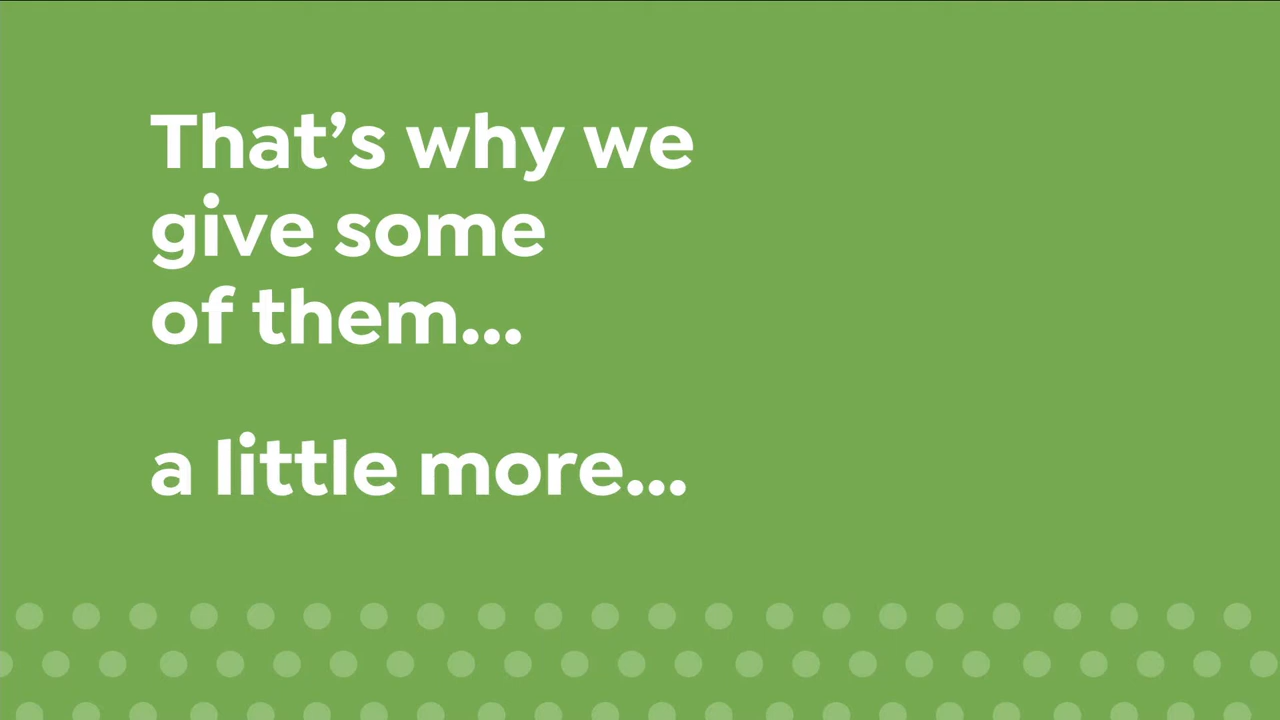 That’s why we
give some
of them...
a little more...